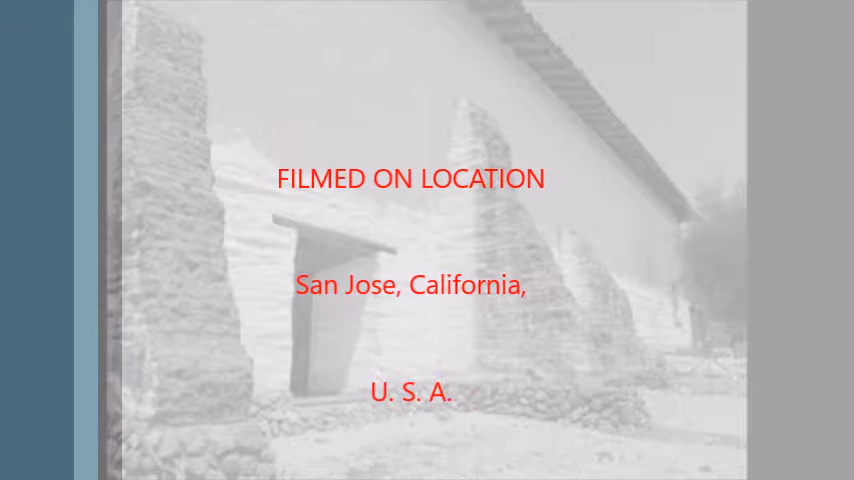 FILMED ON LOCATION
San Jose, California,
U. S. A.